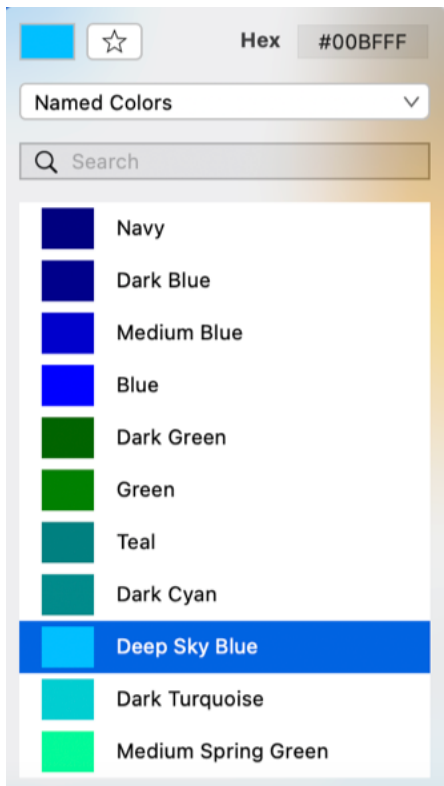 Hex #00BFFF
Named Colors
Search
Navy
Dark Blue
Medium Blue
Blue
Dark Green
Green
Teal
Dark Cyan
Deep Sky Blue
Dark Turquoise
Medium Spring Green